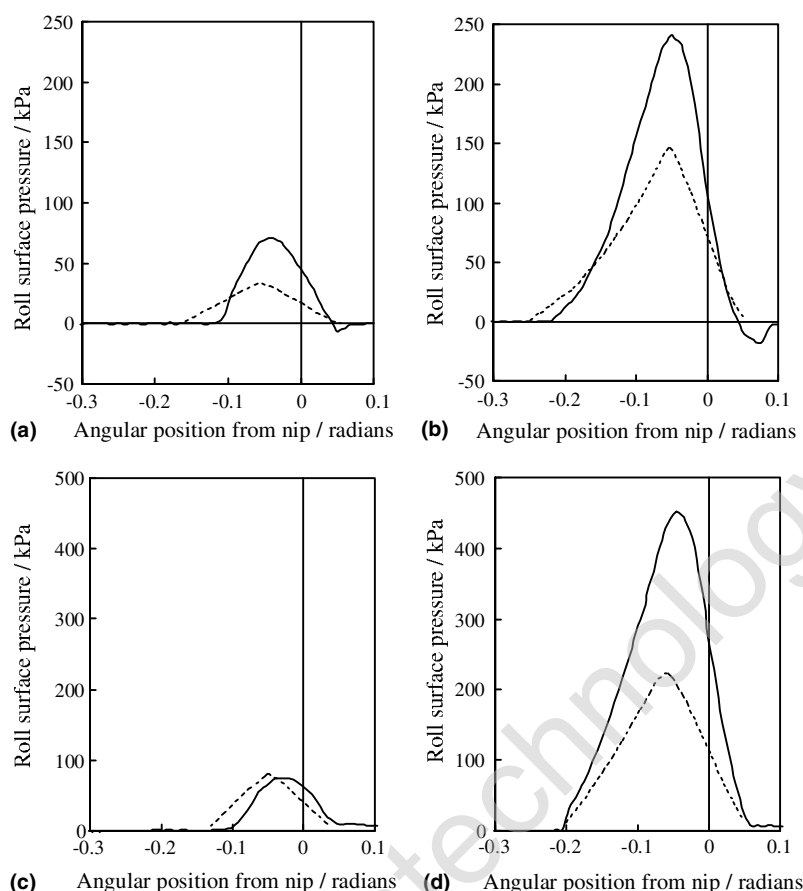 250
200
150
100
50
0
-50
Roll surface pressure / kPa
-0.3 -0.2 -0.1 0 0.1
(a) Angular position from nip / radians
250
200
150
100
50
0
-50
Roll surface pressure / kPa
-0.3 -0.2 -0.1 0 0.1
(b) Angular position from nip / radians
500
400
300
200
100
0
Roll surface pressure / kPa
-0.3 -0.2 -0.1 0 0.1
(c) Angular position from nip / radians
500
400
300
200
100
0
Roll surface pressure / kPa
-0.3 -0.2 -0.1 0 0.1
(d) Angular position from nip / radians
technology